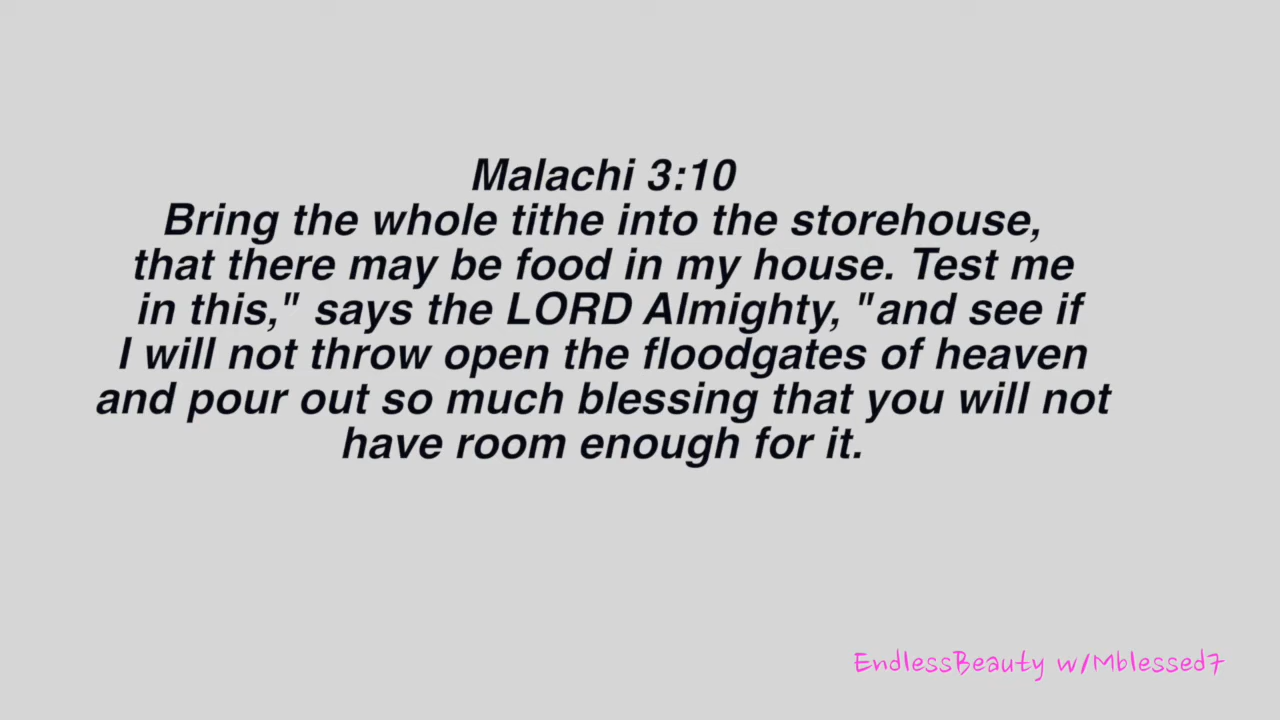 Malachi 3:10
Bring the whole tithe into the storehouse,
that there may be food in my house. Test me
in this," says the LORD Almighty, "and see if
I will not throw open the floodgates of heaven
and pour out so much blessing that you will not
have room enough for it.
EndlessBeauty w/Mblessed7